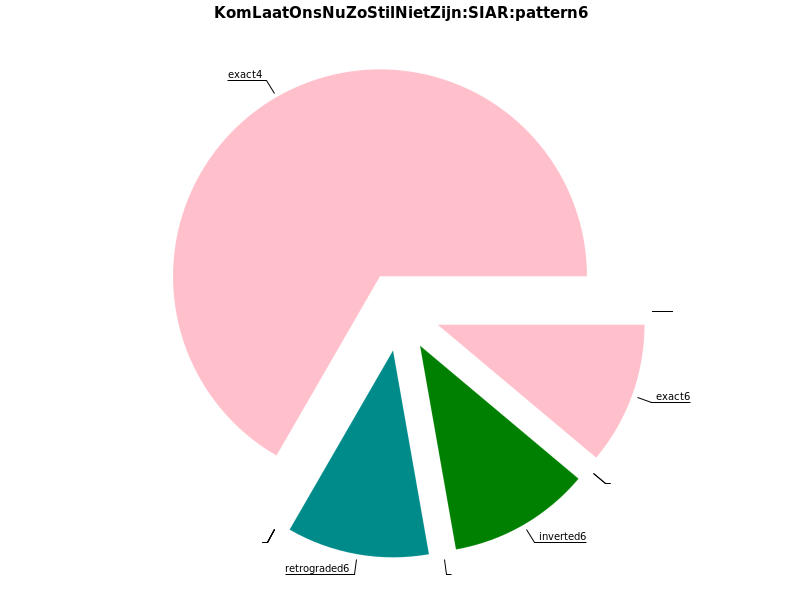 KomLaatOnsNuZoStilNietZijn:SIAR:pattern6
exact4
exact6
inverted6
retrograded6